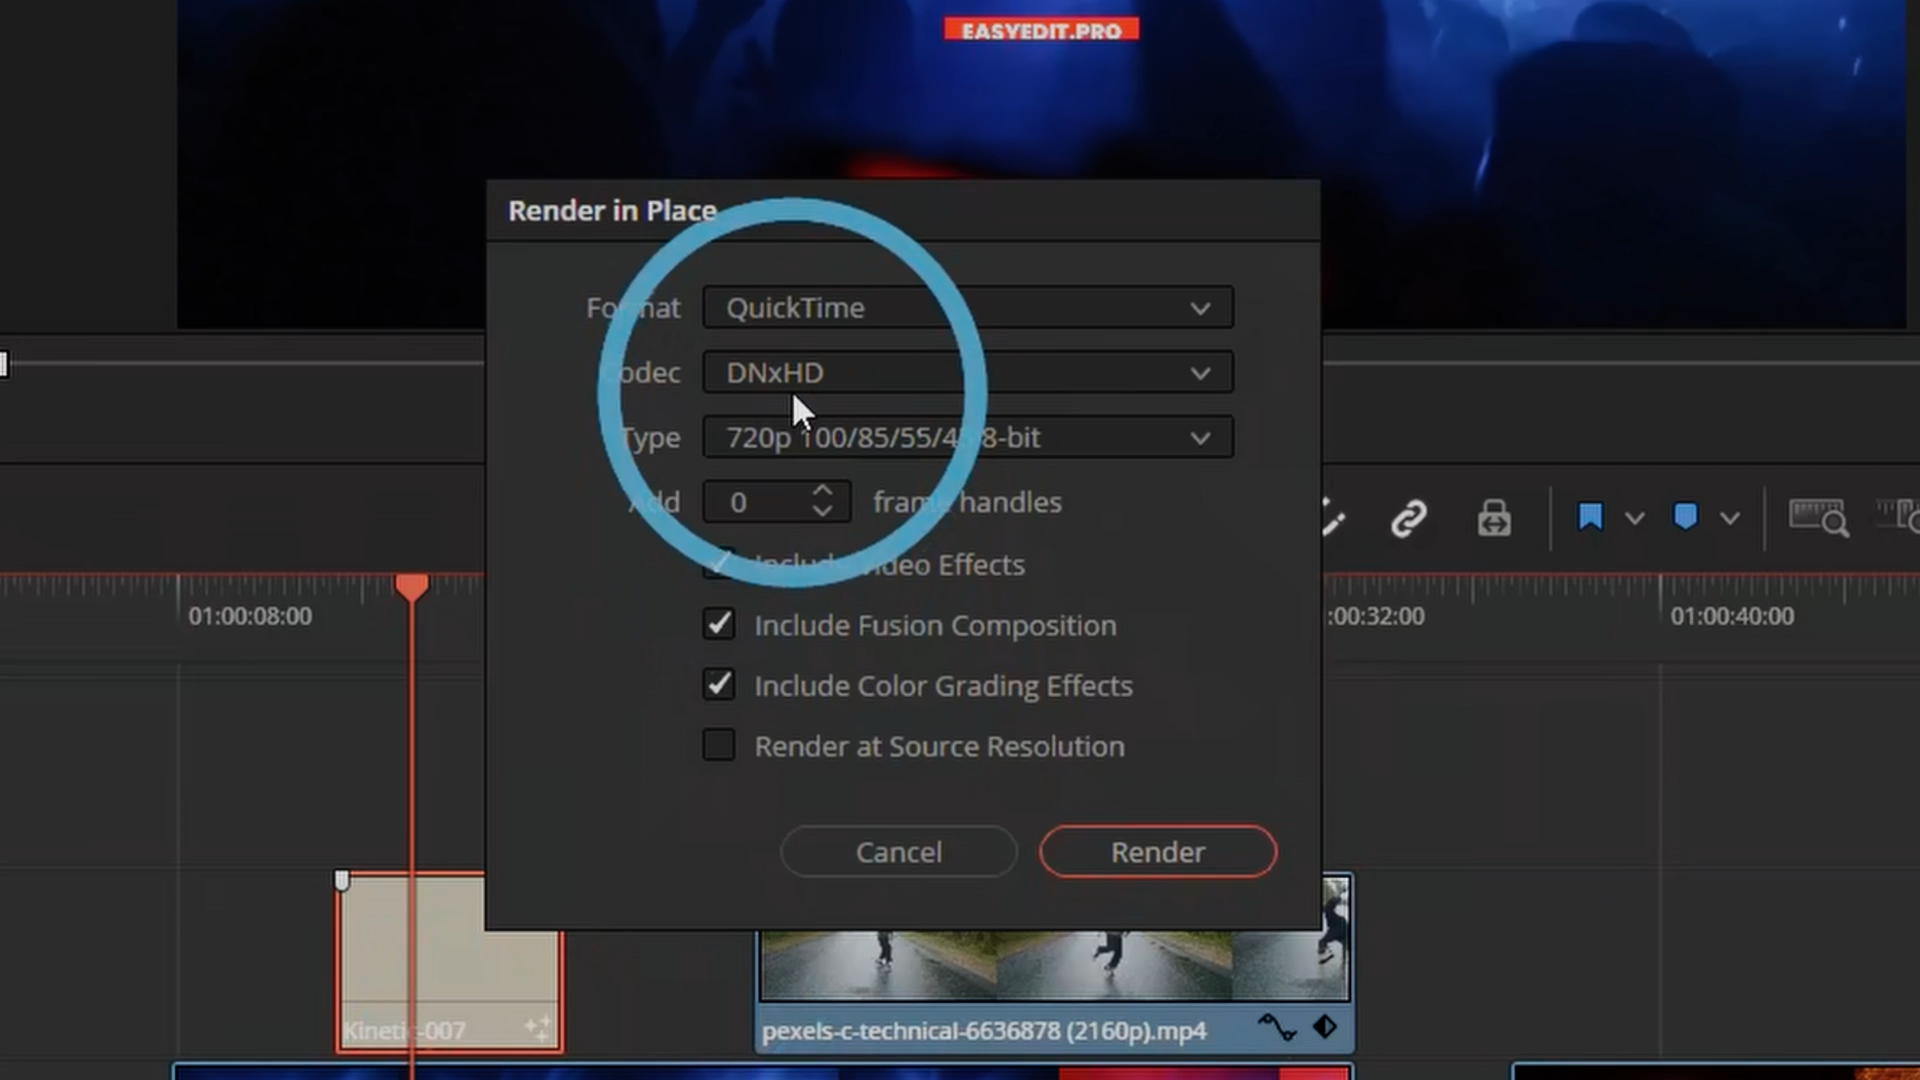 EASYEDIT.PRO
Render in Place
Format QuickTime
Codec DNxHD
Type 720p 100/85/55/45 8-bit
Add 0 frame handles
Include Video Effects
01:00:08:00
:00:32:00
01:00:40:00
Include Fusion Composition
Include Color Grading Effects
Render at Source Resolution
Cancel
Render
Kinetic-007
pexels-c-technical-6636878 (2160p).mp4